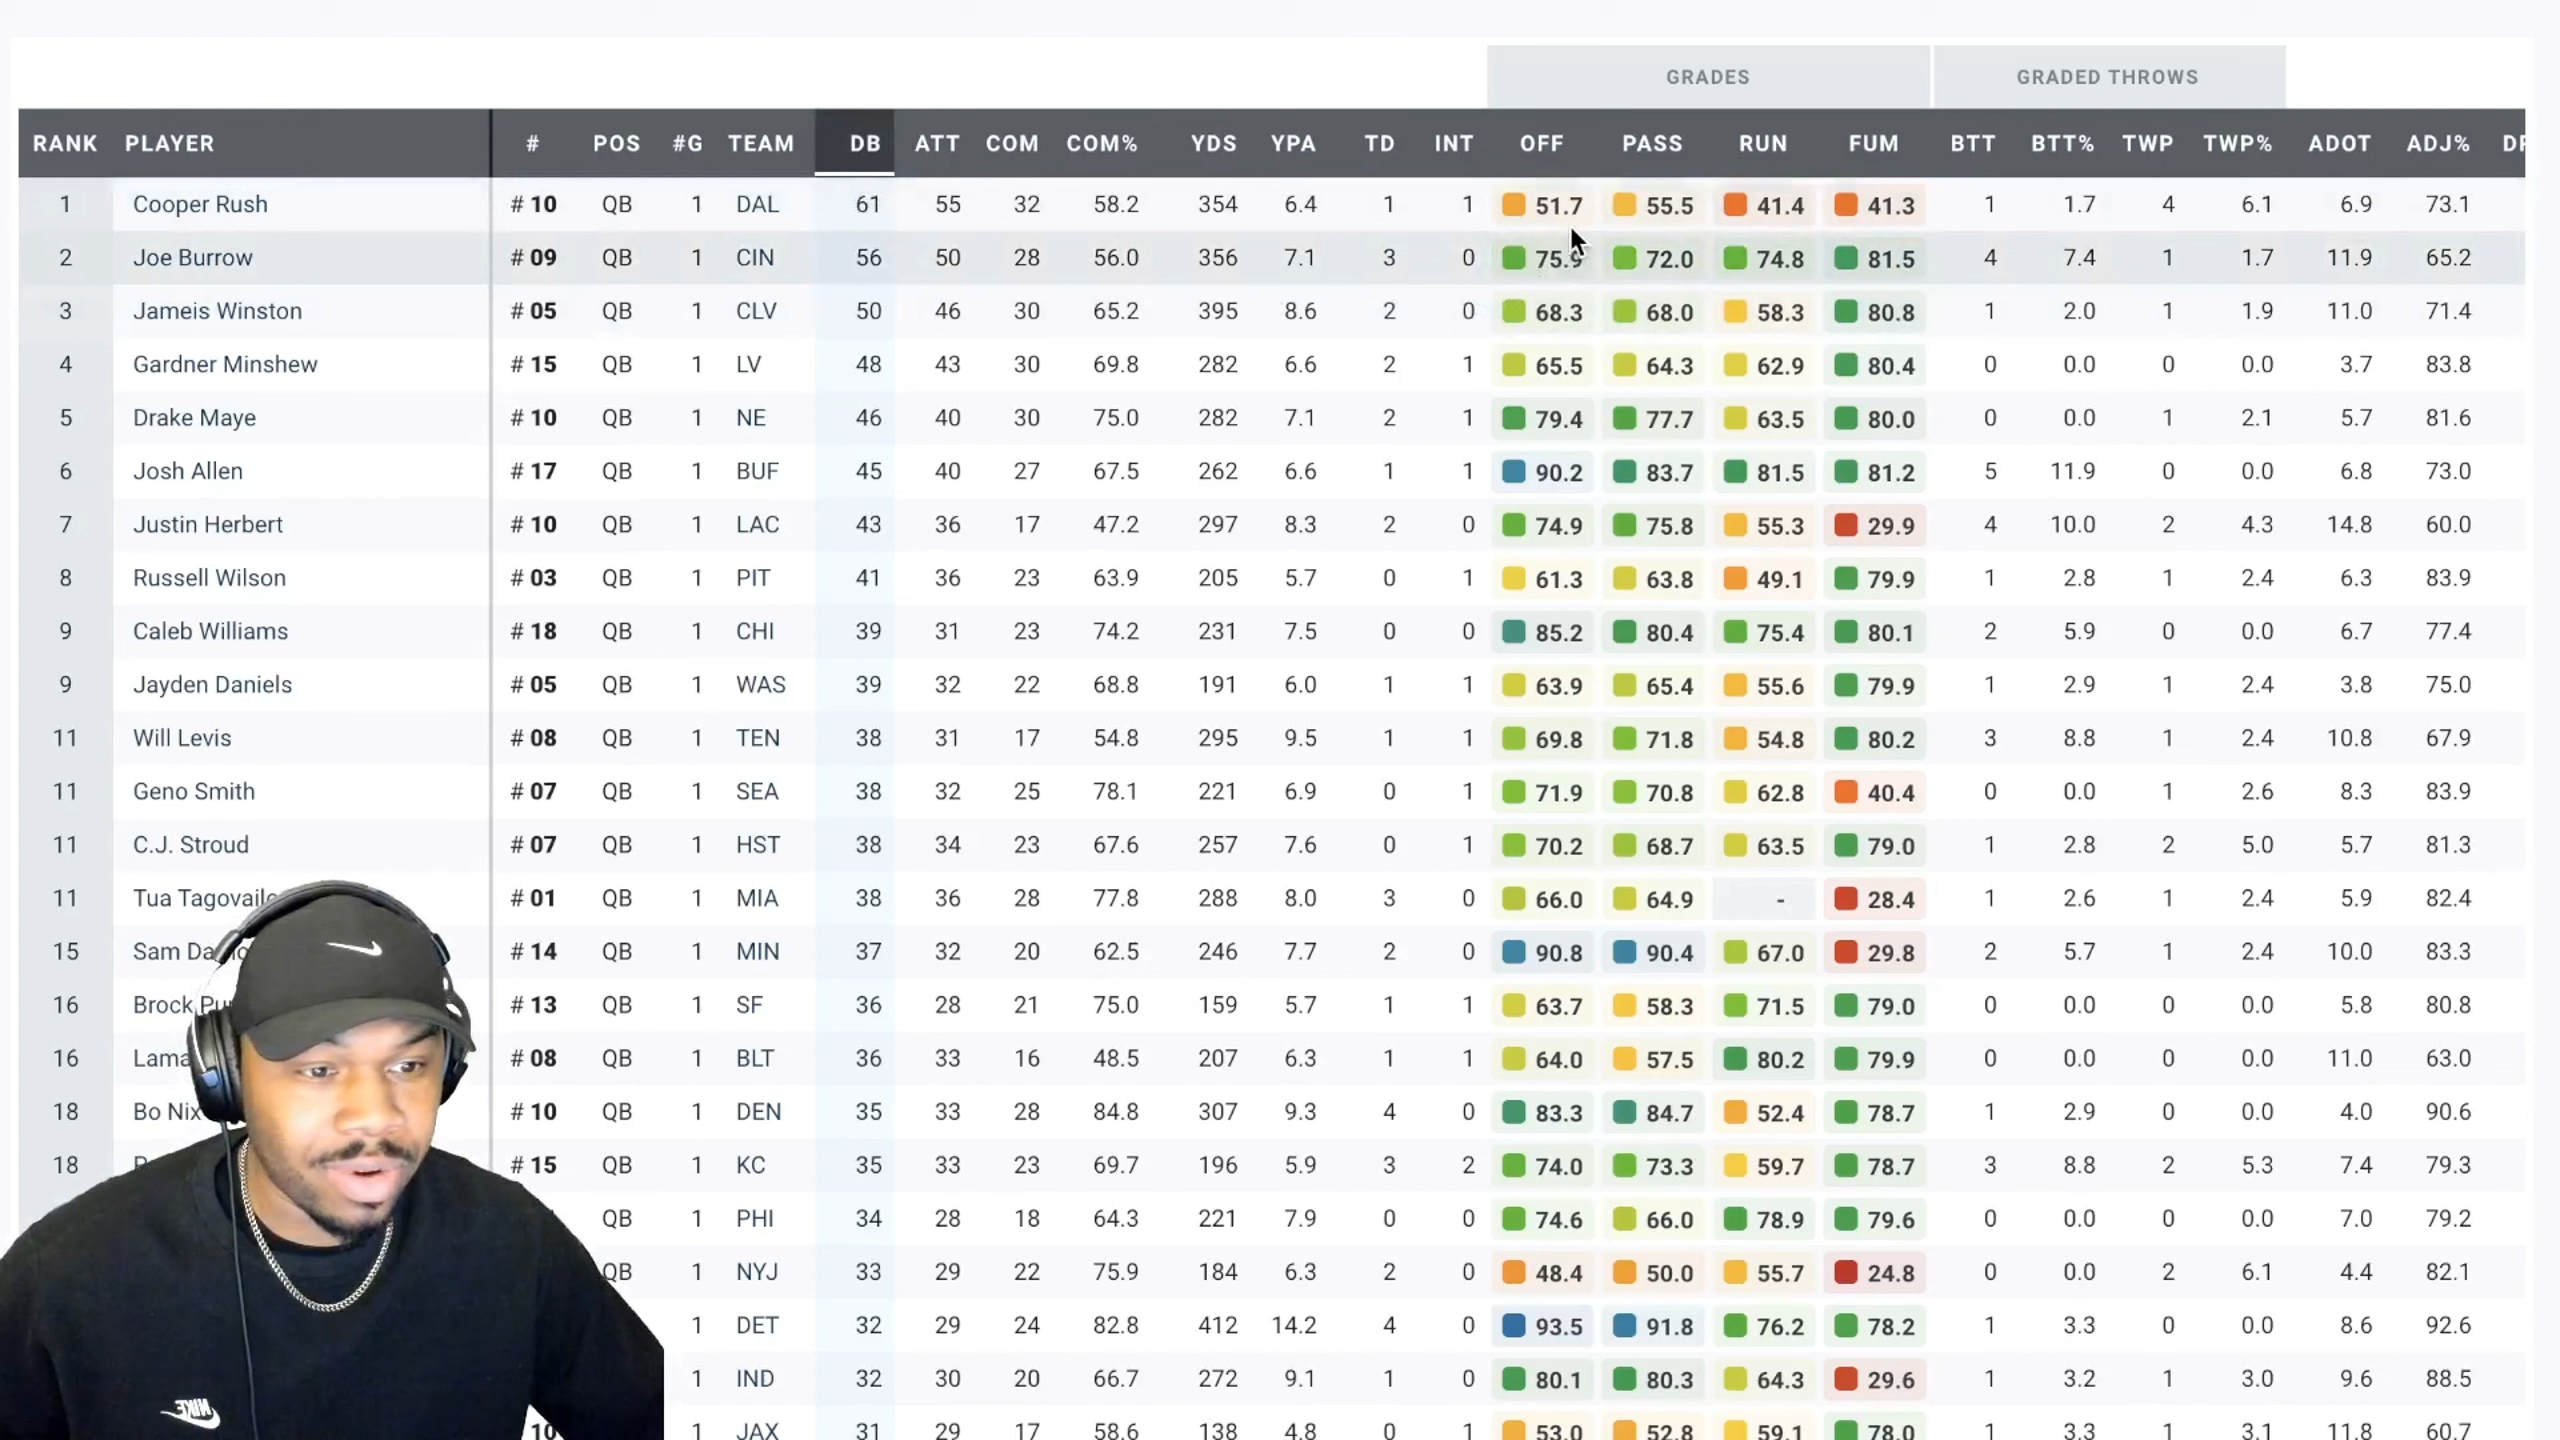 GRADES GRADED THROWS
RANK PLAYER # POS #G TEAM DB ATT COM COM% YDS YPA TD INT OFF PASS RUN FUM BTT BTT% TWP TWP% ADOT ADJ%
1 Cooper Rush # 10 QB 1 DAL 61 55 32 58.2 354 6.4 1 1 51.7 55.5 41.4 41.3 1 1.7 4 6.1 6.9 73.1
2 Joe Burrow # 09 QB 1 CIN 56 50 28 56.0 356 7.1 3 0 75.9 72.0 74.8 81.5 4 7.4 1 1.7 11.9 65.2
3 Jameis Winston # 05 QB 1 CLV 50 46 30 65.2 395 8.6 2 0 68.3 68.0 58.3 80.8 1 2.0 1 1.9 11.0 71.4
4 Gardner Minshew # 15 QB 1 LV 48 43 30 69.8 282 6.6 2 1 65.5 64.3 62.9 80.4 0 0.0 0 0.0 3.7 83.8
5 Drake Maye # 10 QB 1 NE 46 40 30 75.0 282 7.1 2 1 79.4 77.7 63.5 80.0 0 0.0 1 2.1 5.7 81.6
6 Josh Allen # 17 QB 1 BUF 45 40 27 67.5 262 6.6 1 1 90.2 83.7 81.5 81.2 5 11.9 0 0.0 6.8 73.0
7 Justin Herbert # 10 QB 1 LAC 43 36 17 47.2 297 8.3 2 0 74.9 75.8 55.3 29.9 4 10.0 2 4.3 14.8 60.0
8 Russell Wilson # 03 QB 1 PIT 41 36 23 63.9 205 5.7 0 1 61.3 63.8 49.1 79.9 1 2.8 1 2.4 6.3 83.9
9 Caleb Williams # 18 QB 1 CHI 39 31 23 74.2 231 7.5 0 0 85.2 80.4 75.4 80.1 2 5.9 0 0.0 6.7 77.4
9 Jayden Daniels # 05 QB 1 WAS 39 32 22 68.8 191 6.0 1 1 63.9 65.4 55.6 79.9 1 2.9 1 2.4 3.8 75.0
11 Will Levis # 08 QB 1 TEN 38 31 17 54.8 295 9.5 1 1 69.8 71.8 54.8 80.2 3 8.8 1 2.4 10.8 67.9
11 Geno Smith # 07 QB 1 SEA 38 32 25 78.1 221 6.9 0 1 71.9 70.8 62.8 40.4 0 0.0 1 2.6 8.3 83.9
11 C.J. Stroud # 07 QB 1 HST 38 34 23 67.6 257 7.6 0 1 70.2 68.7 63.5 79.0 1 2.8 2 5.0 5.7 81.3
11 Tua # 01 QB 1 MIA 38 36 28 77.8 288 8.0 3 0 66.0 64.9 - 28.4 1 2.6 1 2.4 5.9 82.4
15 Sam # 14 QB 1 MIN 37 32 20 62.5 246 7.7 2 0 90.8 90.4 67.0 29.8 2 5.7 1 2.4 10.0 83.3
16 Brock # 13 QB 1 SF 36 28 21 75.0 159 5.7 1 1 63.7 58.3 71.5 79.0 0 0.0 0 0.0 5.8 80.8
16 # 08 QB 1 BLT 36 33 16 48.5 207 6.3 1 1 64.0 57.5 80.2 79.9 0 0.0 0 0.0 11.0 63.0
18 Bo Nix # 10 QB 1 DEN 35 33 28 84.8 307 9.3 4 0 83.3 84.7 52.4 78.7 1 2.9 0 0.0 4.0 90.6
18 # 15 QB 1 KC 35 33 23 69.7 196 5.9 3 2 74.0 73.3 59.7 78.7 3 8.8 2 5.3 7.4 79.3
QB 1 PHI 34 28 18 64.3 221 7.9 0 0 74.6 66.0 78.9 79.6 0 0.0 0 0.0 7.0 79.2
QB 1 NYJ 33 29 22 75.9 184 6.3 2 0 48.4 50.0 55.7 24.8 0 0.0 2 6.1 4.4 82.1
1 DET 32 29 24 82.8 412 14.2 4 0 93.5 91.8 76.2 78.2 1 3.3 0 0.0 8.6 92.6
1 IND 32 30 20 66.7 272 9.1 1 0 80.1 80.3 64.3 29.6 1 3.2 1 3.0 9.6 88.5
10 1 JAX 31 29 17 58.6 138 4.8 0 1 53.0 52.8 59.1 78.0 1 3.3 1 3.1 11.8 60.7